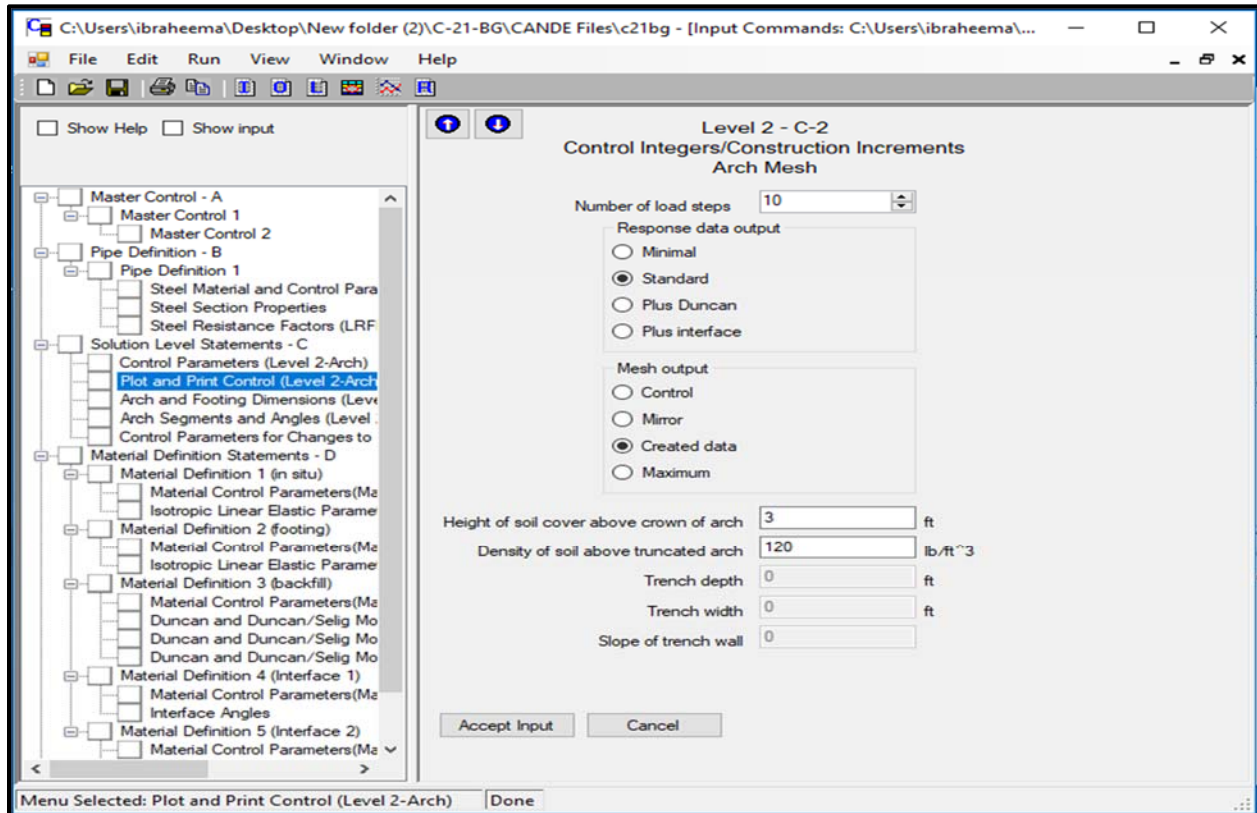 C:\Users\ibraheema\Desktop\New folder (2)\C-21-BG\CANDE Files\c21bg - [Input Commands: C:\Users\ibraheema\...
File Edit Run View Window Help
Show Help Show input
Master Control - A
Master Control 1
Master Control 2
Pipe Definition - B
Pipe Definition 1
Steel Material and Control Para
Steel Section Properties
Steel Resistance Factors (LRF
Solution Level Statements - C
Control Parameters (Level 2-Arch)
Plot and Print Control (Level 2-Arch
Arch and Footing Dimensions (Leve
Arch Segments and Angles (Level
Control Parameters for Changes to
Material Definition Statements - D
Material Definition 1 (in situ)
Material Control Parameters(Ma
Isotropic Linear Elastic Parame
Material Definition 2 (footing)
Material Control Parameters(Ma
Isotropic Linear Elastic Parame
Material Definition 3 (backfill)
Material Control Parameters(Ma
Duncan and Duncan/Selig Mo
Duncan and Duncan/Selig Mo
Duncan and Duncan/Selig Mo
Material Definition 4 (Interface 1)
Material Control Parameters(Ma
Interface Angles
Material Definition 5 (Interface 2)
Material Control Parameters(Ma
Level 2 - C-2
Control Integers/Construction Increments
Arch Mesh
Number of load steps 10
Response data output
Minimal
Standard
Plus Duncan
Plus interface
Mesh output
Control
Mirror
Created data
Maximum
Height of soil cover above crown of arch 3 ft
Density of soil above truncated arch 120 lb/ft^3
Trench depth 0 ft
Trench width 0 ft
Slope of trench wall 0
Accept Input Cancel
Menu Selected: Plot and Print Control (Level 2-Arch) Done